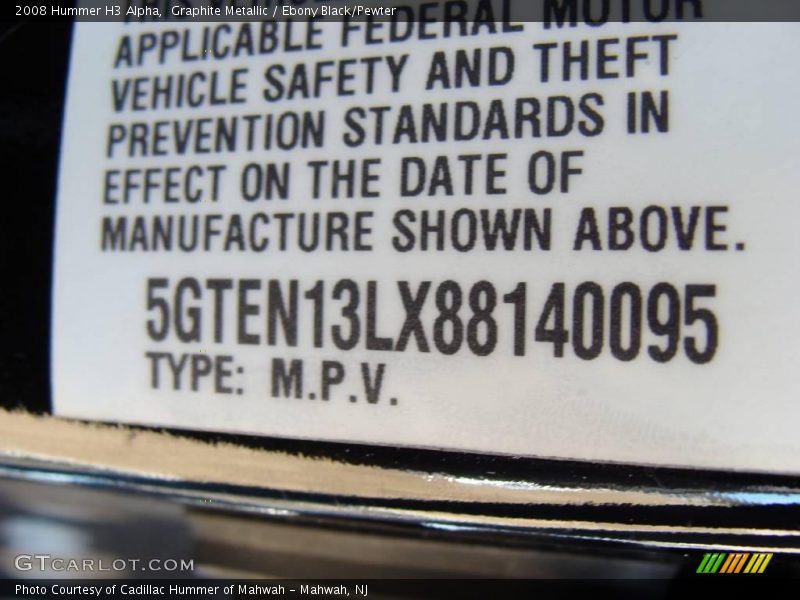 2008 Hummer H3 Alpha,  Graphite Metallic / Ebony Black/Pewter
APPLICABLE FEDERAL MOTOR
VEHICLE SAFETY AND THEFT
PREVENTION STANDARDS IN
EFFECT ON THE DATE OF
MANUFACTURE SHOWN ABOVE.
5GTEN13LX88140095
TYPE: M.P.V.
GTCARLOT.COM
Photo Courtesy of Cadillac Hummer of Mahwah - Mahwah, NJ